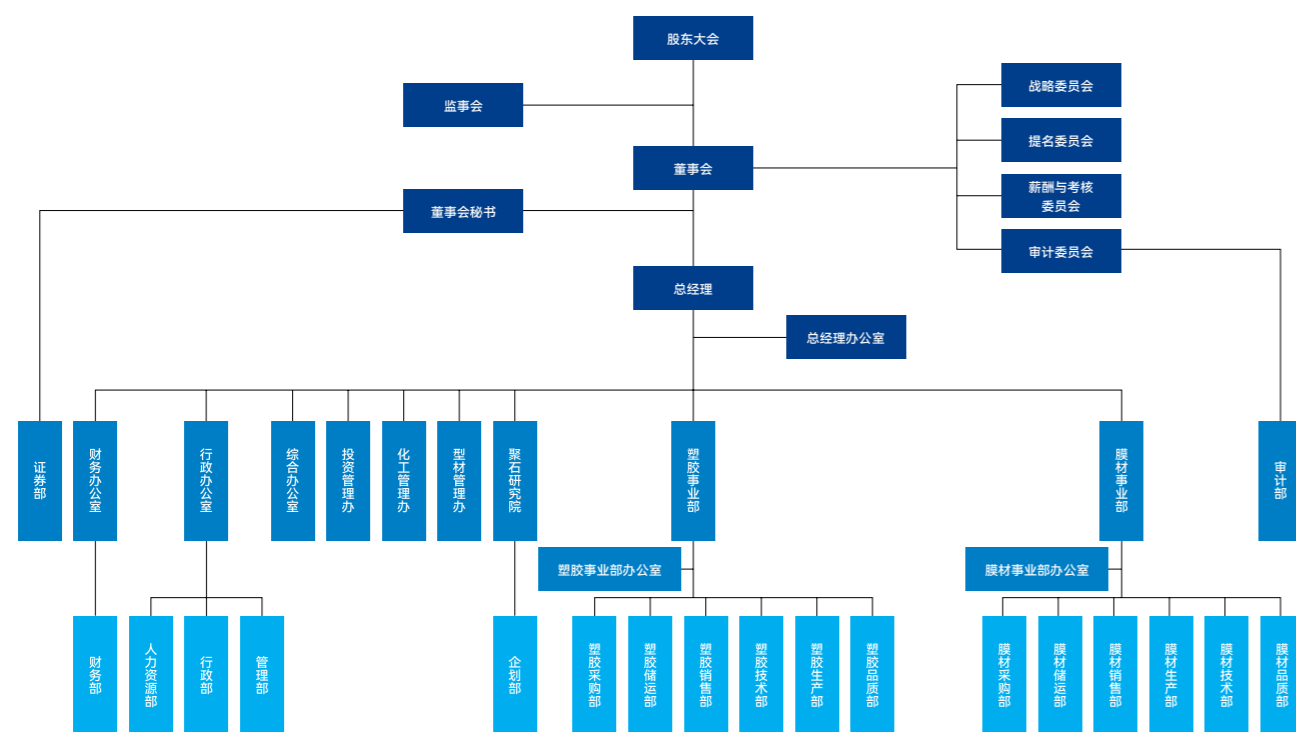 股东大会
监事会
战略委员会
提名委员会
董事会
薪酬与考核
委员会
董事会秘书
审计委员会
总经理
总经理办公室
证券部
财务办公室
行政办公室
综合办公室
投资管理办
化工管理办
型材管理办
聚石研究院
塑胶事业部
膜材事业部
审计部
塑胶事业部办公室
膜材事业部办公室
财务部
人力资源部
行政部
管理部
企划部
塑胶采购部
塑胶储运部
塑胶销售部
塑胶技术部
塑胶生产部
塑胶品质部
膜材采购部
膜材储运部
膜材销售部
膜材生产部
膜材技术部
膜材品质部